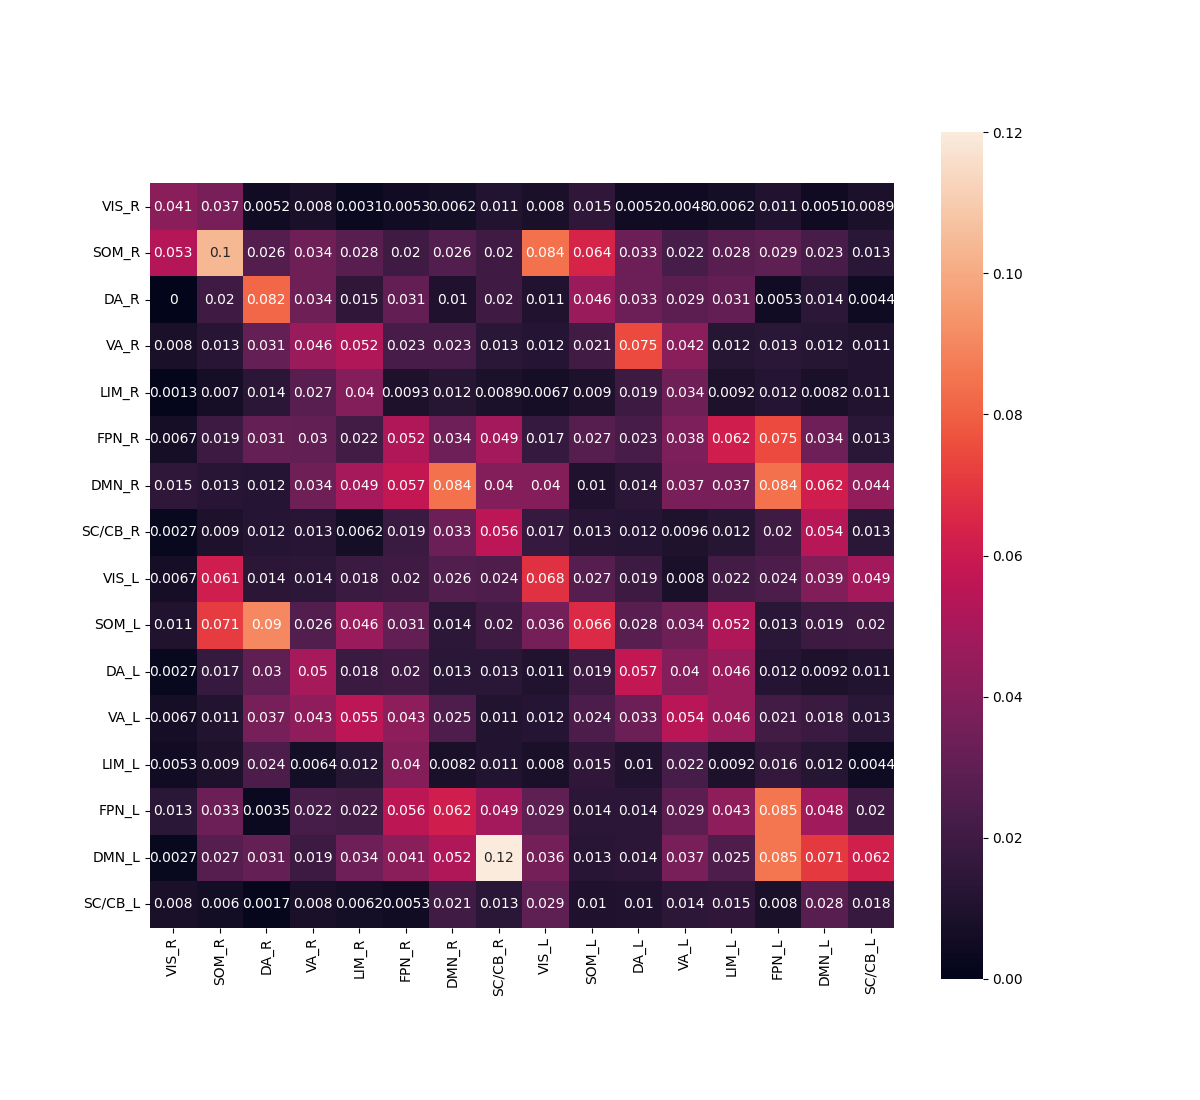 0.12
VIS_R 0.041 0.037 0.0052 0.008 0.0031 0.0053 0.0062 0.011 0.008 0.015 0.0052 0.0048 0.0062 0.011 0.0051 0.0089
SOM_R 0.053 0.1 0.026 0.034 0.028 0.02 0.026 0.02 0.084 0.064 0.033 0.022 0.028 0.029 0.023 0.013
0.10
DA_R 0 0.02 0.082 0.034 0.015 0.031 0.01 0.02 0.011 0.046 0.033 0.029 0.031 0.0053 0.014 0.0044
VA_R 0.008 0.013 0.031 0.046 0.052 0.023 0.023 0.013 0.012 0.021 0.075 0.042 0.012 0.013 0.012 0.011
LIM_R 0.0013 0.007 0.014 0.027 0.04 0.0093 0.012 0.0089 0.0067 0.009 0.019 0.034 0.0092 0.012 0.0082 0.011
0.08
FPN_R 0.0067 0.019 0.031 0.03 0.022 0.052 0.034 0.049 0.017 0.027 0.023 0.038 0.062 0.075 0.034 0.013
DMN_R 0.015 0.013 0.012 0.034 0.049 0.057 0.084 0.04 0.04 0.01 0.014 0.037 0.037 0.084 0.062 0.044
SC/CB_R 0.0027 0.009 0.012 0.013 0.0062 0.019 0.033 0.056 0.017 0.013 0.012 0.0096 0.012 0.02 0.054 0.013
0.06
VIS_L 0.0067 0.061 0.014 0.014 0.018 0.02 0.026 0.024 0.068 0.027 0.019 0.008 0.022 0.024 0.039 0.049
SOM_L 0.011 0.071 0.09 0.026 0.046 0.031 0.014 0.02 0.036 0.066 0.028 0.034 0.052 0.013 0.019 0.02
DA_L 0.0027 0.017 0.03 0.05 0.018 0.02 0.013 0.013 0.011 0.019 0.057 0.04 0.046 0.012 0.0092 0.011
0.04
VA_L 0.0067 0.011 0.037 0.043 0.055 0.043 0.025 0.011 0.012 0.024 0.033 0.054 0.046 0.021 0.018 0.013
LIM_L 0.0053 0.009 0.024 0.0064 0.012 0.04 0.0082 0.011 0.008 0.015 0.01 0.022 0.0092 0.016 0.012 0.0044
FPN_L 0.013 0.033 0.0035 0.022 0.022 0.056 0.062 0.049 0.029 0.014 0.014 0.029 0.043 0.085 0.048 0.02
0.02
DMN_L 0.0027 0.027 0.031 0.019 0.034 0.041 0.052 0.12 0.036 0.013 0.014 0.037 0.025 0.085 0.071 0.062
SC/CB_L 0.008 0.006 0.0017 0.008 0.0062 0.0053 0.021 0.013 0.029 0.01 0.01 0.014 0.015 0.008 0.028 0.018
0.00
VIS_R SOM_R DA_R VA_R LIM_R FPN_R DMN_R SC/CB_R VIS_L SOM_L DA_L VA_L LIM_L FPN_L DMN_L SC/CB_L